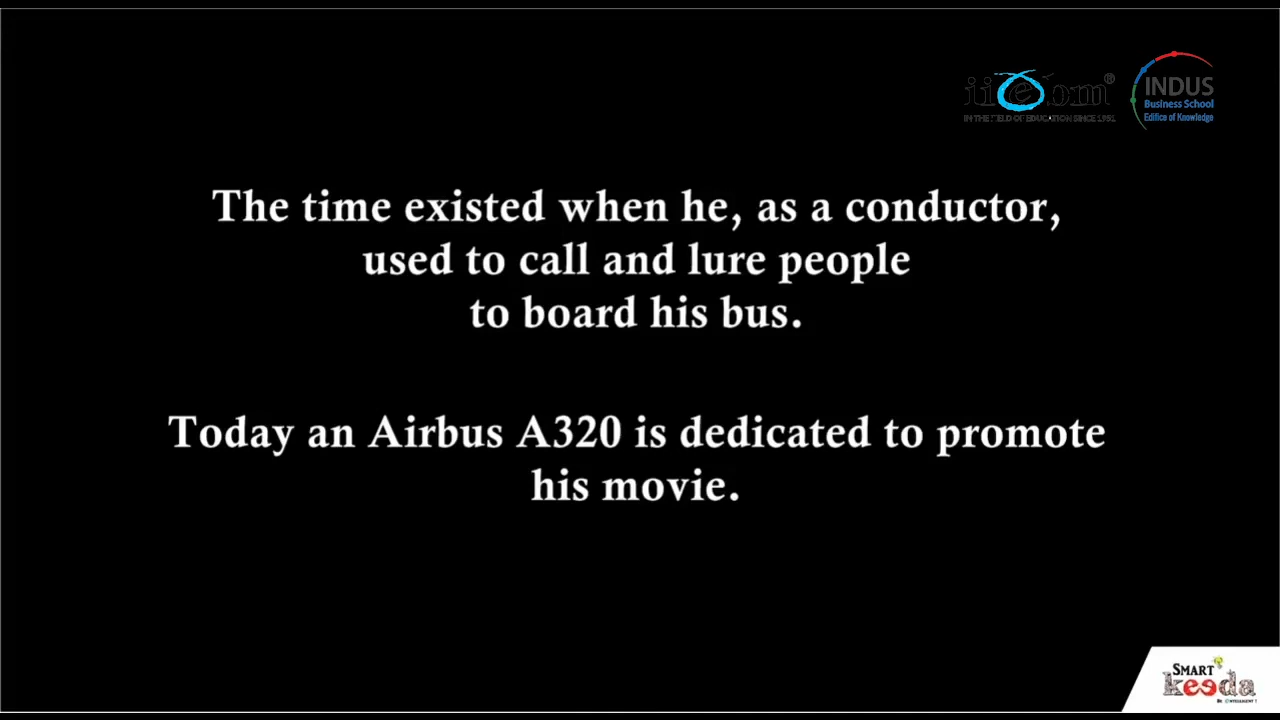 INDUS
IN THE FIELD OF EDUCATION SINCE 1991
Business School
Edifice of Knowledge
The time existed when he, as a conductor,
used to call and lure people
to board his bus.
Today an Airbus A320 is dedicated to promote
his movie.
SMART
keeda